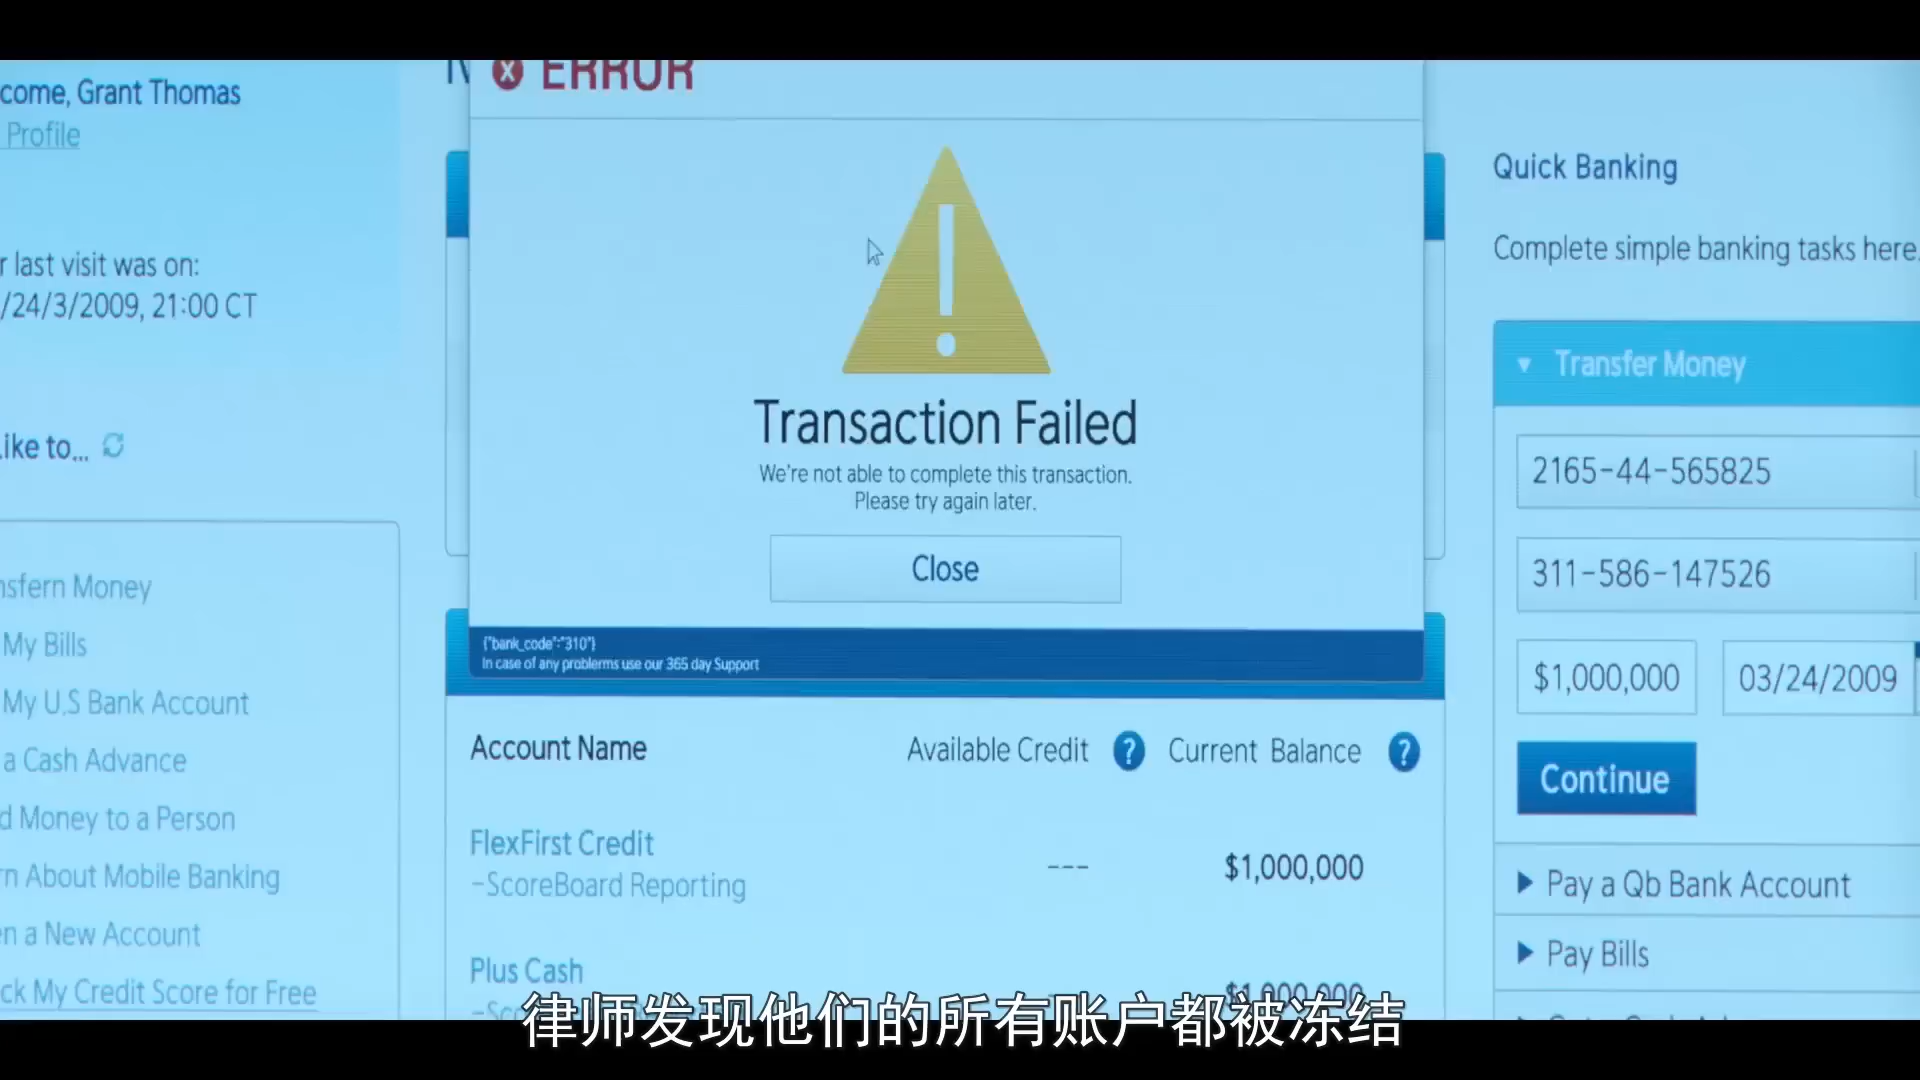 ERROR
come, Grant Thomas
Profile
r last visit was on:
/24/3/2009, 21:00 CT
ike to...
nsfern Money
My Bills
My U.S Bank Account
a Cash Advance
d Money to a Person
rn About Mobile Banking
en a New Account
ck My Credit Score for Free
Transaction Failed
We're not able to complete this transaction.
Please try again later.
Close
{"bank_code":"310"}
In case of any problerms use our 365 day Support
Account Name Available Credit ? Current Balance ?
FlexFirst Credit
-ScoreBoard Reporting
--- $1,000,000
Plus Cash
$1,000,000
Quick Banking
Complete simple banking tasks here.
Transfer Money
2165-44-565825
311-586-147526
$1,000,000 03/24/2009
Continue
Pay a Qb Bank Account
Pay Bills
律师发现他们的所有账户都被冻结